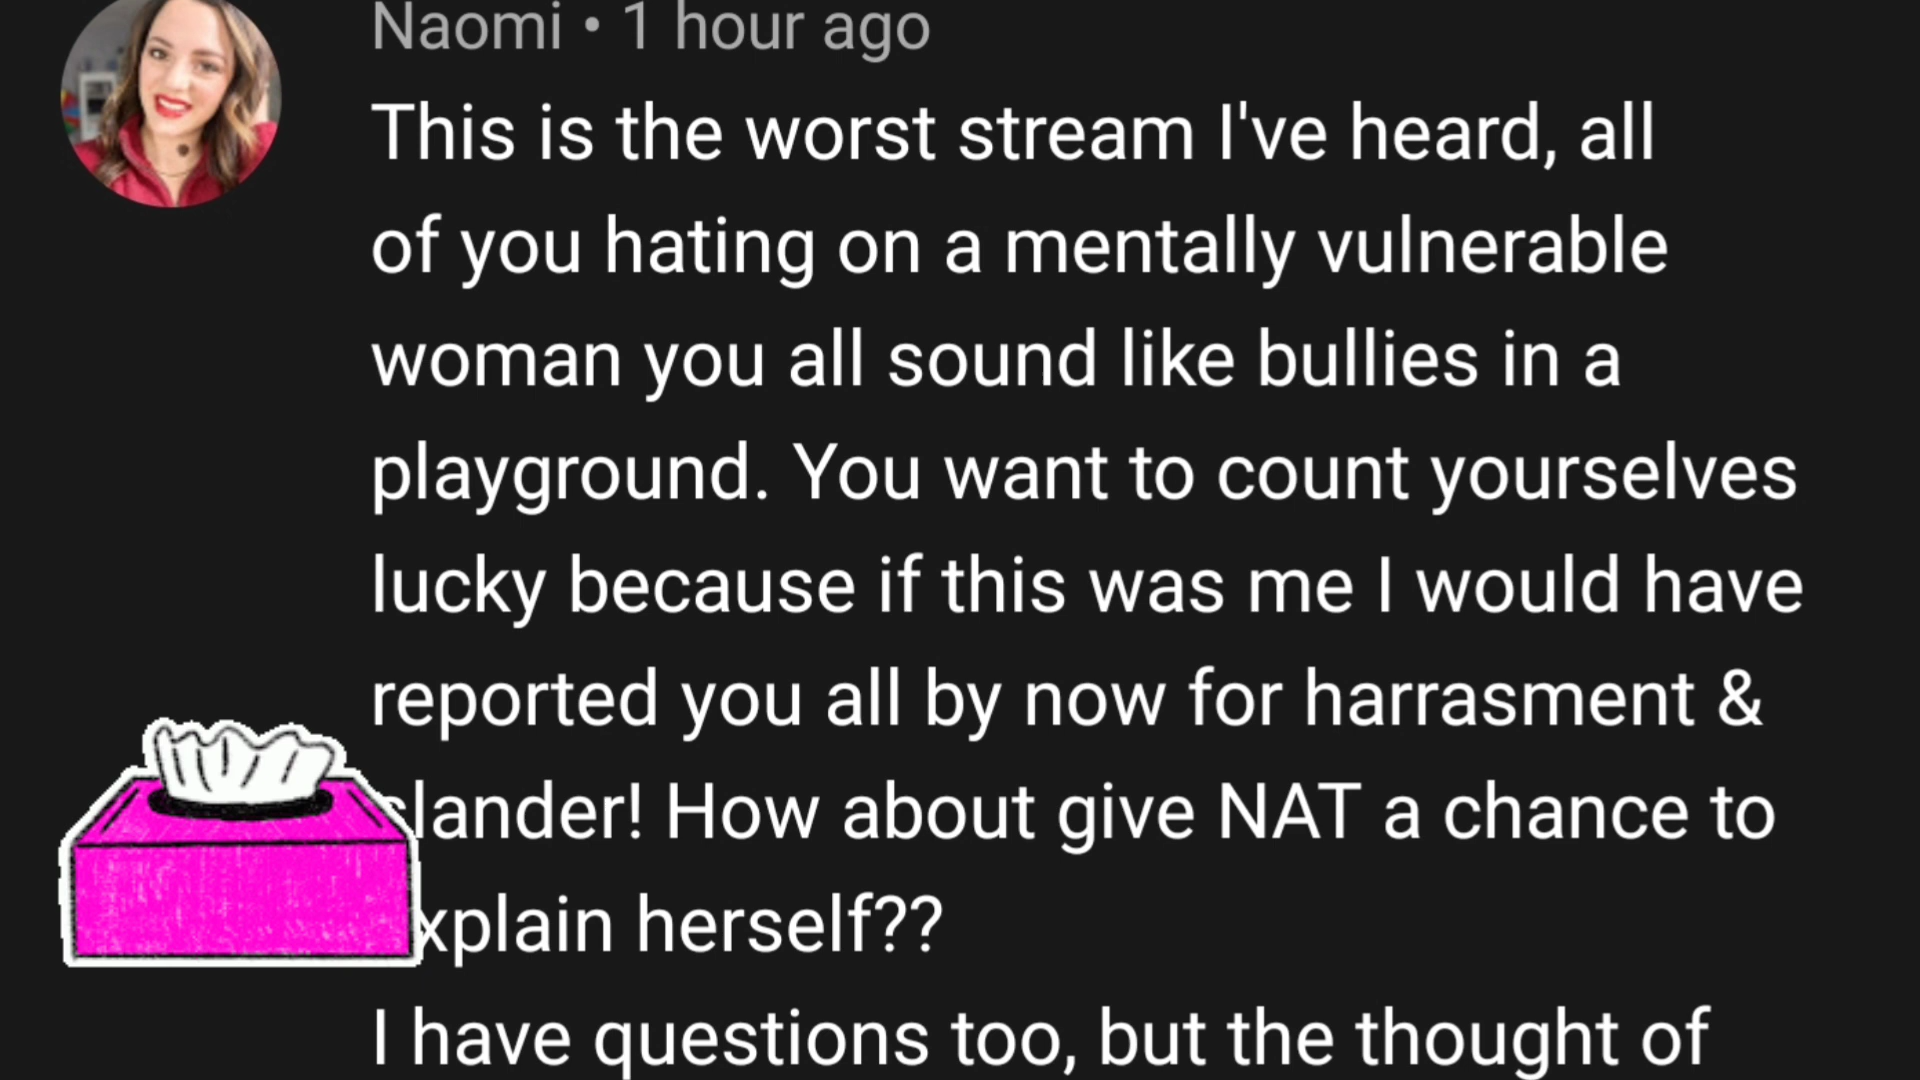 Naomi • 1 hour ago
This is the worst stream I've heard, all
of you hating on a mentally vulnerable
woman you all sound like bullies in a
playground. You want to count yourselves
lucky because if this was me I would have
reported you all by now for harrasment &
slander! How about give NAT a chance to
xplain herself??
I have questions too, but the thought of